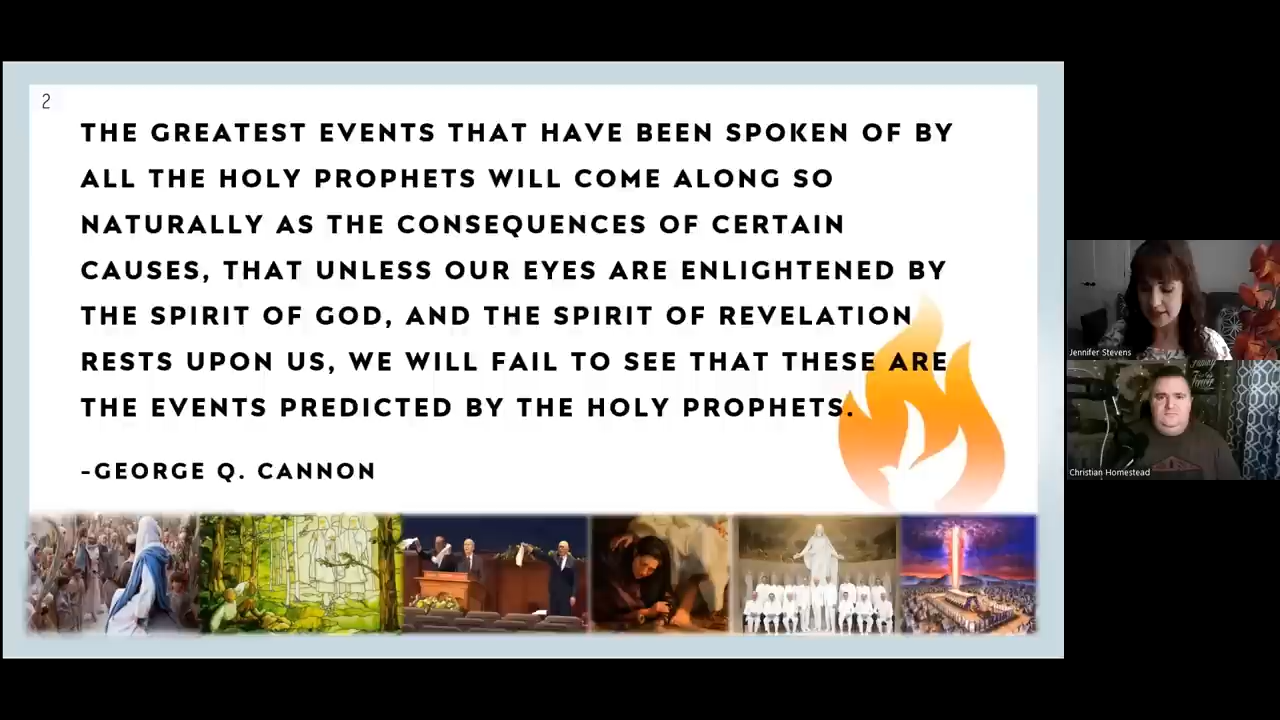 2
THE GREATEST EVENTS THAT HAVE BEEN SPOKEN OF BY
ALL THE HOLY PROPHETS WILL COME ALONG SO
NATURALLY AS THE CONSEQUENCES OF CERTAIN
CAUSES, THAT UNLESS OUR EYES ARE ENLIGHTENED BY
THE SPIRIT OF GOD, AND THE SPIRIT OF REVELATION
RESTS UPON US, WE WILL FAIL TO SEE THAT THESE ARE
THE EVENTS PREDICTED BY THE HOLY PROPHETS.
-GEORGE Q. CANNON
Jennifer Stevens
Christian Homestead